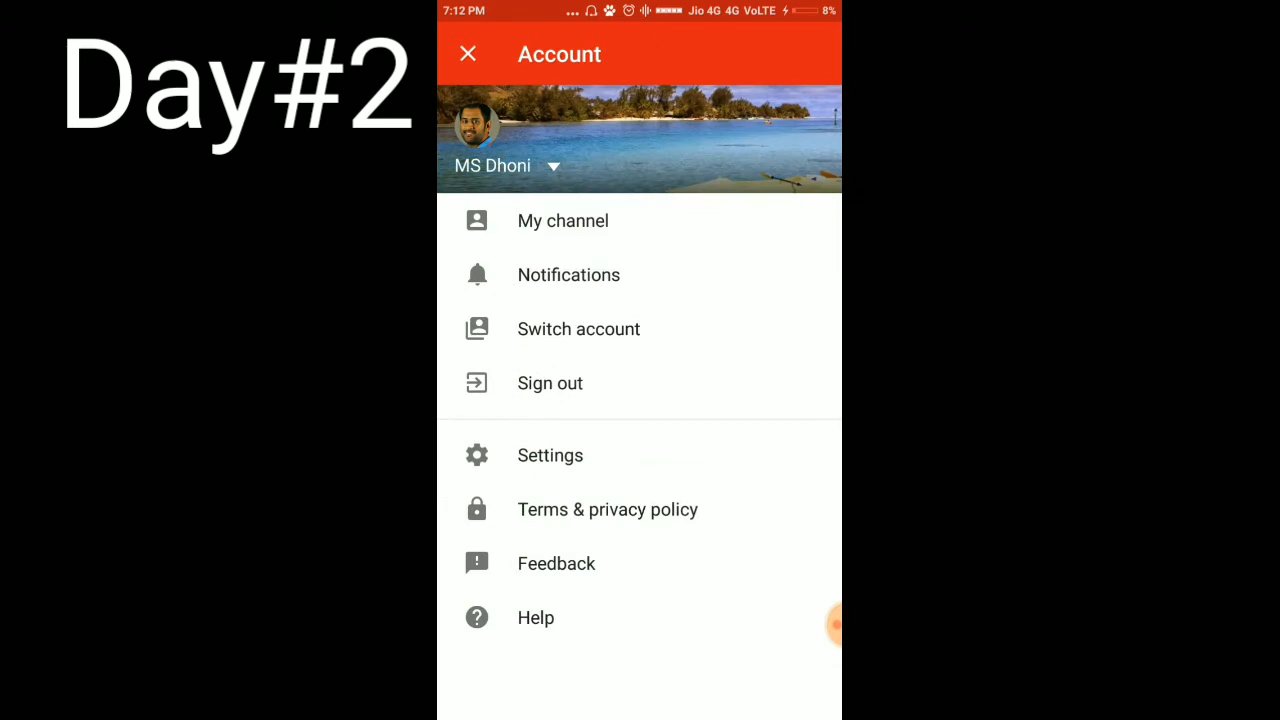 Day#2
7:12 PM ... Jio 4G 4G VoLTE 8%
Account
MS Dhoni
My channel
Notifications
Switch account
Sign out
Settings
Terms & privacy policy
Feedback
Help